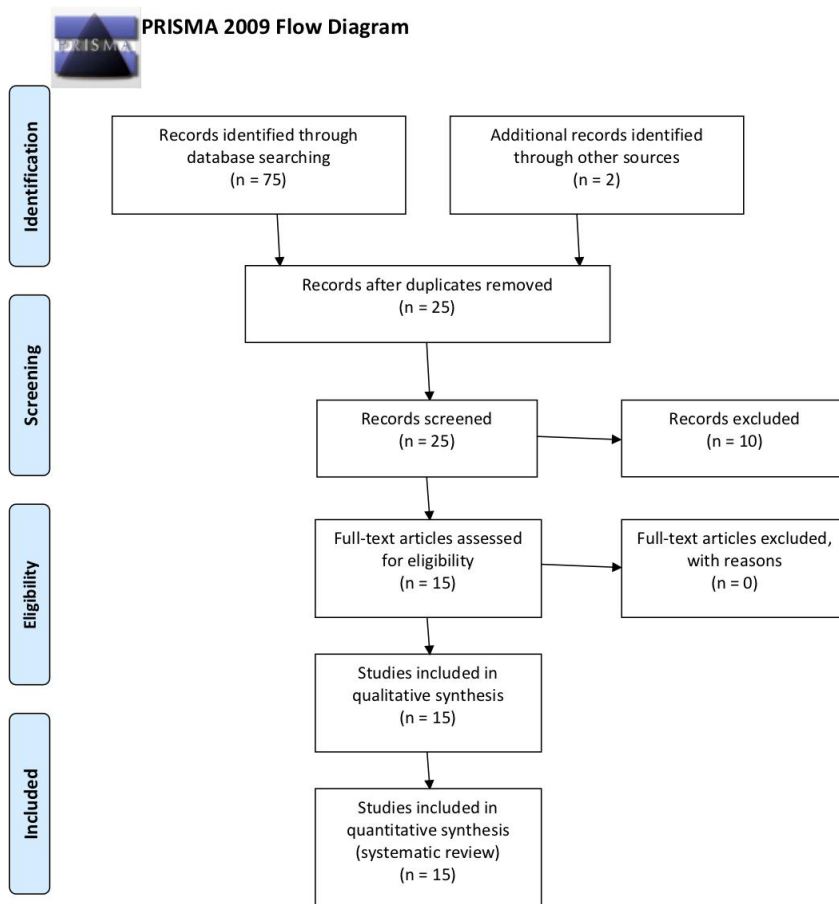 PRISMA
PRISMA 2009 Flow Diagram
Identification
Records identified through
database searching
(n = 75)
Additional records identified
through other sources
(n = 2)
Records after duplicates removed
(n = 25)
Screening
Records screened
(n = 25)
Records excluded
(n = 10)
Eligibility
Full-text articles assessed
for eligibility
(n = 15)
Full-text articles excluded,
with reasons
(n = 0)
Studies included in
qualitative synthesis
(n = 15)
Included
Studies included in
quantitative synthesis
(systematic review)
(n = 15)